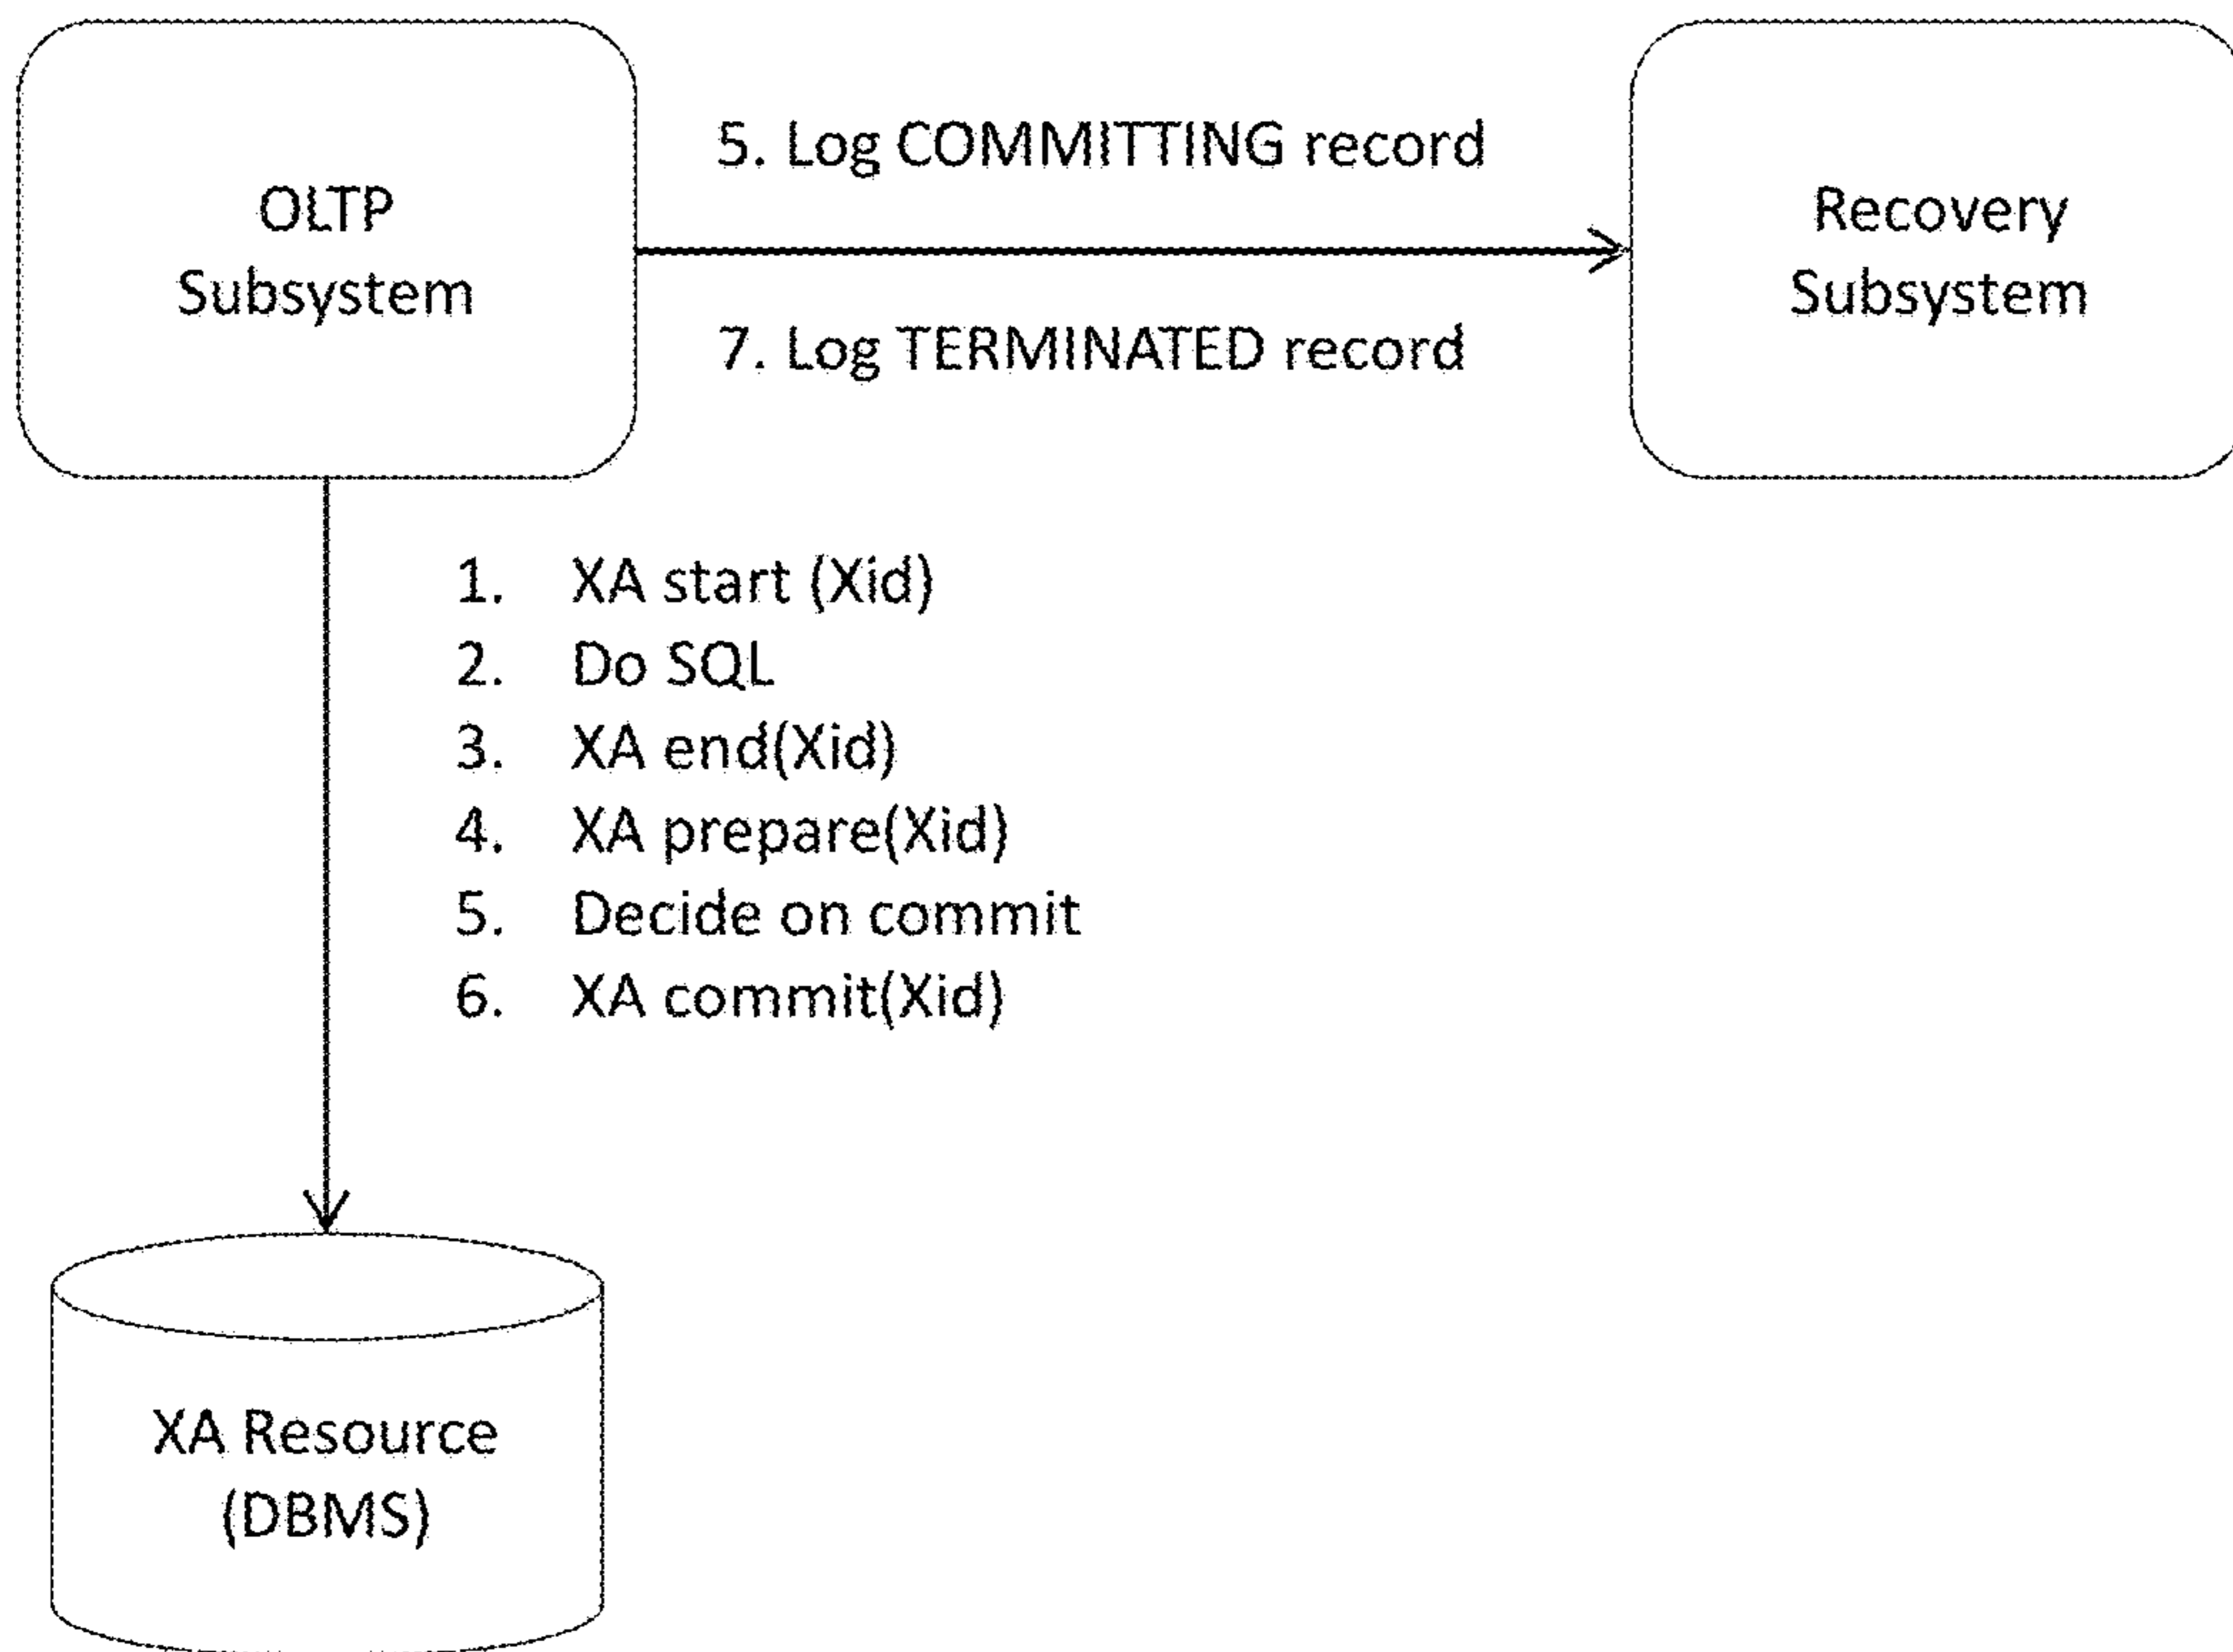 OLTP
Subsystem
5. Log COMMITTING record
7. Log TERMINATED record
Recovery
Subsystem
1. XA start (Xid)
2. Do SQL
3. XA end(Xid)
4. XA prepare(Xid)
5. Decide on commit
6. XA commit(Xid)
XA Resource
(DBMS)